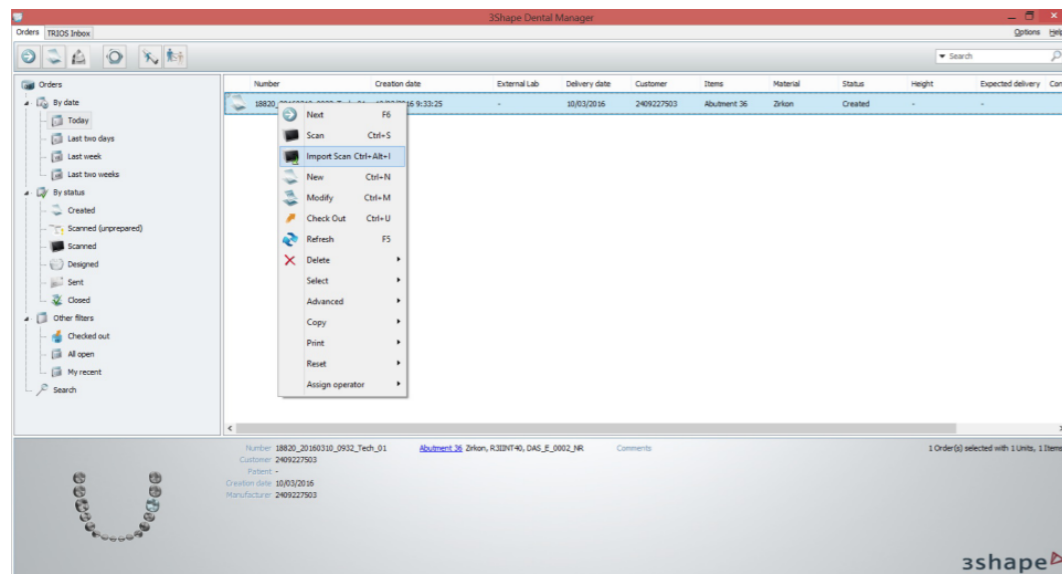 3Shape Dental Manager
Orders TRIOS Inbox Options Help
Search
Orders
By date
Today
Last two days
Last week
Last two weeks
By status
Created
Scanned (unprepared)
Scanned
Designed
Sent
Closed
Other filters
Checked out
All open
My recent
Search
Number Creation date External Lab Delivery date Customer Items Material Status Height Expected delivery
18820_20160310_0932_Tech_01 10/03/2016 9:33:25 - 10/03/2016 2409227503 Abutment 36 Zirkon Created - -
Next F6
Scan Ctrl+S
Import Scan Ctrl+Alt+I
New Ctrl+N
Modify Ctrl+M
Check Out Ctrl+U
Refresh F5
Delete
Select
Advanced
Copy
Print
Reset
Assign operator
Number 18820_20160310_0932_Tech_01 Abutment 36 Zirkon, R3IINT40, DAS_E_0002_NR Comments 1 Order(s) selected with 1 Units, 1 Items
Customer 2409227503
Patient -
Creation date 10/03/2016
Manufacturer 2409227503
3shape